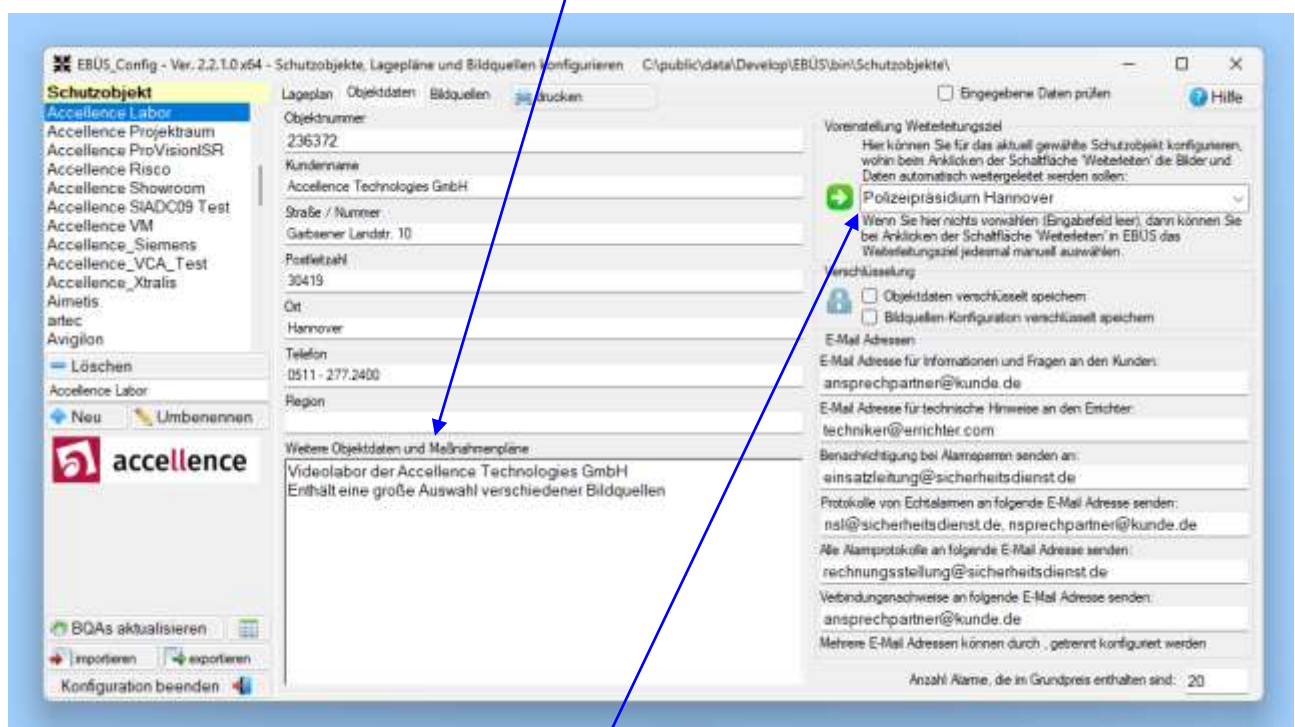 EBÜS_Config - Ver. 2.2.1.0 x64 - Schutzobjekte, Lagepläne und Bildquellen konfigurieren C:\public\data\Develop\EBÜS\bin\Schutzobjekte\
Schutzobjekt
Accellence Labor
Accellence Projektraum
Accellence ProVisionISR
Accellence Risco
Accellence Showroom
Accellence SIADC09 Test
Accellence VM
Accellence_Siemens
Accellence_VCA_Test
Accellence_Xtralis
Aimetis
artec
Avigilon
Löschen
Accellence Labor
Neu Umbenennen
accellence
BQAs aktualisieren
importieren exportieren
Konfiguration beenden
Lageplan Objektdaten Bildquellen drucken
Objektnummer
236372
Kundenname
Accellence Technologies GmbH
Straße / Nummer
Garbsener Landstr. 10
Postleitzahl
30419
Ort
Hannover
Telefon
0511 - 277.2400
Region
Weitere Objektdaten und Maßnahmenpläne
Videolabor der Accellence Technologies GmbH
Enthält eine große Auswahl verschiedener Bildquellen
Eingegebene Daten prüfen
Hilfe
Voreinstellung Weiterleitungsziel
Hier können Sie für das aktuell gewählte Schutzobjekt konfigurieren,
wohin beim Anklicken der Schaltfläche 'Weiterleiten' die Bilder und
Daten automatisch weitergeleitet werden sollen:
Polizeipräsidium Hannover
Wenn Sie hier nichts vorwählen (Eingabefeld leer), dann können Sie
bei Anklicken der Schaltfläche 'Weiterleiten' in EBÜS das
Weiterleitungsziel jedesmal manuell auswählen.
Verschlüsselung
Objektdaten verschlüsselt speichern
Bildquellen-Konfiguration verschlüsselt speichern
E-Mail Adressen
E-Mail Adresse für Informationen und Fragen an den Kunden:
ansprechpartner@kunde.de
E-Mail Adresse für technische Hinweise an den Errichter:
techniker@errichter.com
Benachrichtigung bei Alarmsperren senden an:
einsatzleitung@sicherheitsdienst.de
Protokolle von Echtalarmen an folgende E-Mail Adresse senden:
nsl@sicherheitsdienst.de, nsprechpartner@kunde.de
Alle Alarmprotokolle an folgende E-Mail Adresse senden:
rechnungsstellung@sicherheitsdienst.de
Verbindungsnachweise an folgende E-Mail Adresse senden:
ansprechpartner@kunde.de
Mehrere E-Mail Adressen können durch , getrennt konfiguriert werden
Anzahl Alarme, die im Grundpreis enthalten sind: 20